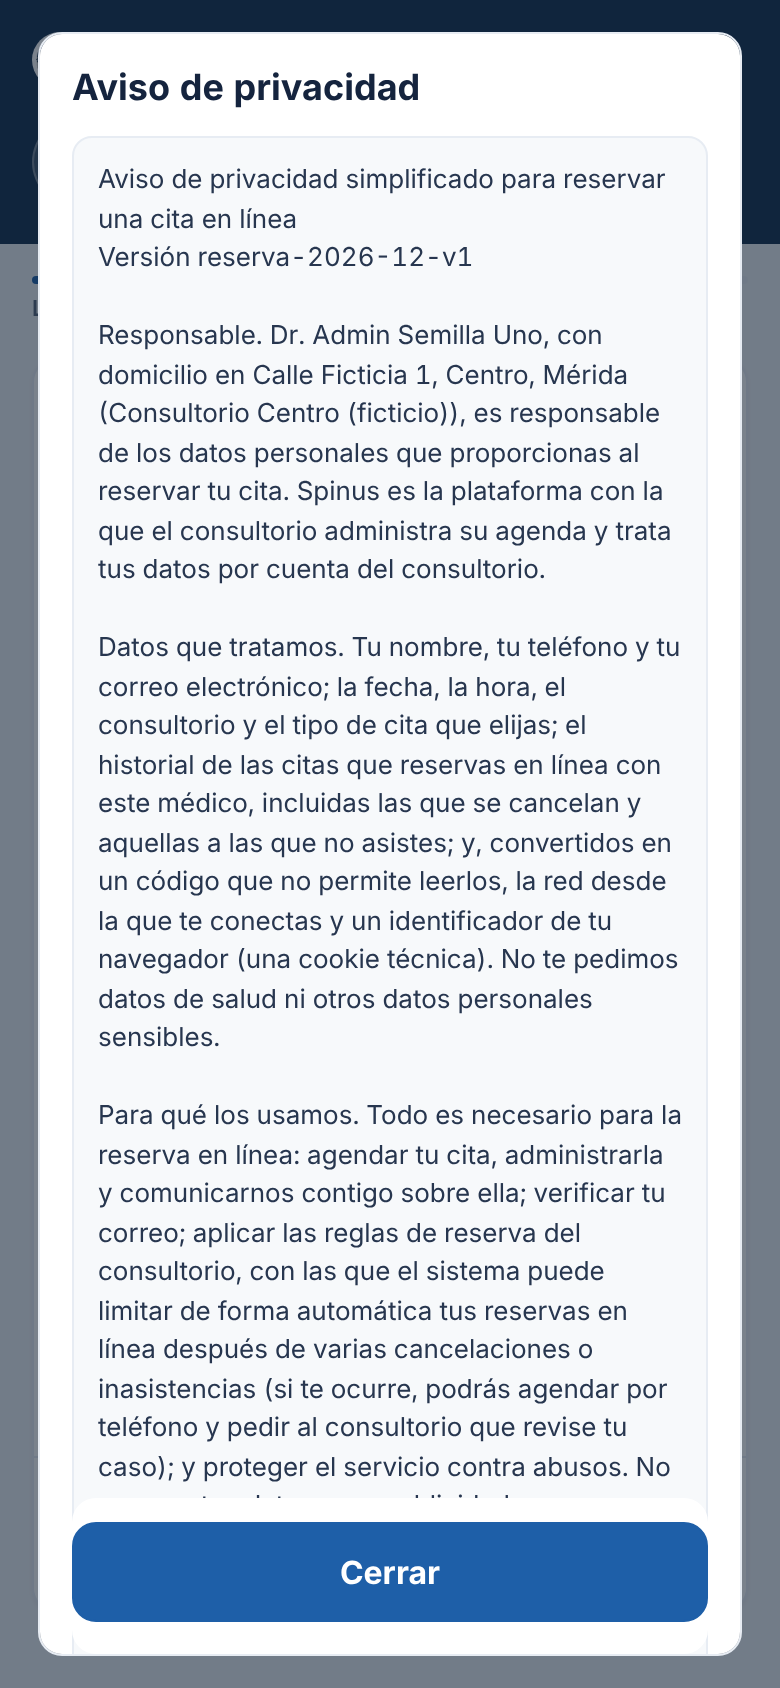 Aviso de privacidad
Aviso de privacidad simplificado para reservar
una cita en línea
Versión reserva-2026-12-v1
Responsable. Dr. Admin Semilla Uno, con
domicilio en Calle Ficticia 1, Centro, Mérida
(Consultorio Centro (ficticio)), es responsable
de los datos personales que proporcionas al
reservar tu cita. Spinus es la plataforma con la
que el consultorio administra su agenda y trata
tus datos por cuenta del consultorio.
Datos que tratamos. Tu nombre, tu teléfono y tu
correo electrónico; la fecha, la hora, el
consultorio y el tipo de cita que elijas; el
historial de las citas que reservas en línea con
este médico, incluidas las que se cancelan y
aquellas a las que no asistes; y, convertidos en
un código que no permite leerlos, la red desde
la que te conectas y un identificador de tu
navegador (una cookie técnica). No te pedimos
datos de salud ni otros datos personales
sensibles.
Para qué los usamos. Todo es necesario para la
reserva en línea: agendar tu cita, administrarla
y comunicarnos contigo sobre ella; verificar tu
correo; aplicar las reglas de reserva del
consultorio, con las que el sistema puede
limitar de forma automática tus reservas en
línea después de varias cancelaciones o
inasistencias (si te ocurre, podrás agendar por
teléfono y pedir al consultorio que revise tu
caso); y proteger el servicio contra abusos. No
Cerrar